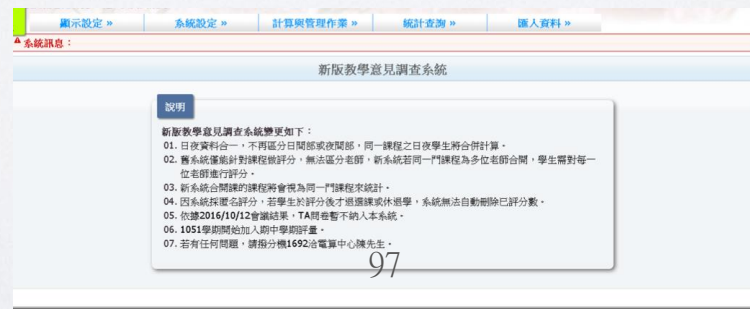 顯示設定 » 系統設定 » 計算與管理作業 » 統計查詢 » 匯入資料 »
系統訊息：
新版教學意見調查系統
說明
新版教學意見調查系統變更如下：
01. 日夜資料合一，不再區分日間部或夜間部，同一課程之日夜學生將合併計算。
02. 舊系統僅能針對課程做評分，無法區分老師，新系統若同一門課程為多位老師合開，學生需對每一
位老師進行評分。
03. 新系統合開課的課程將會視為同一門課程來統計。
04. 因系統採匿名評分，若學生於評分後才退選課或休退學，系統無法自動刪除已評分數。
05. 依據2016/10/12會議結果，TA問卷暫不納入本系統。
06. 1051學期開始加入期中學期評量。
07. 若有任何問題，請撥分機1692洽電算中心陳先生。
97